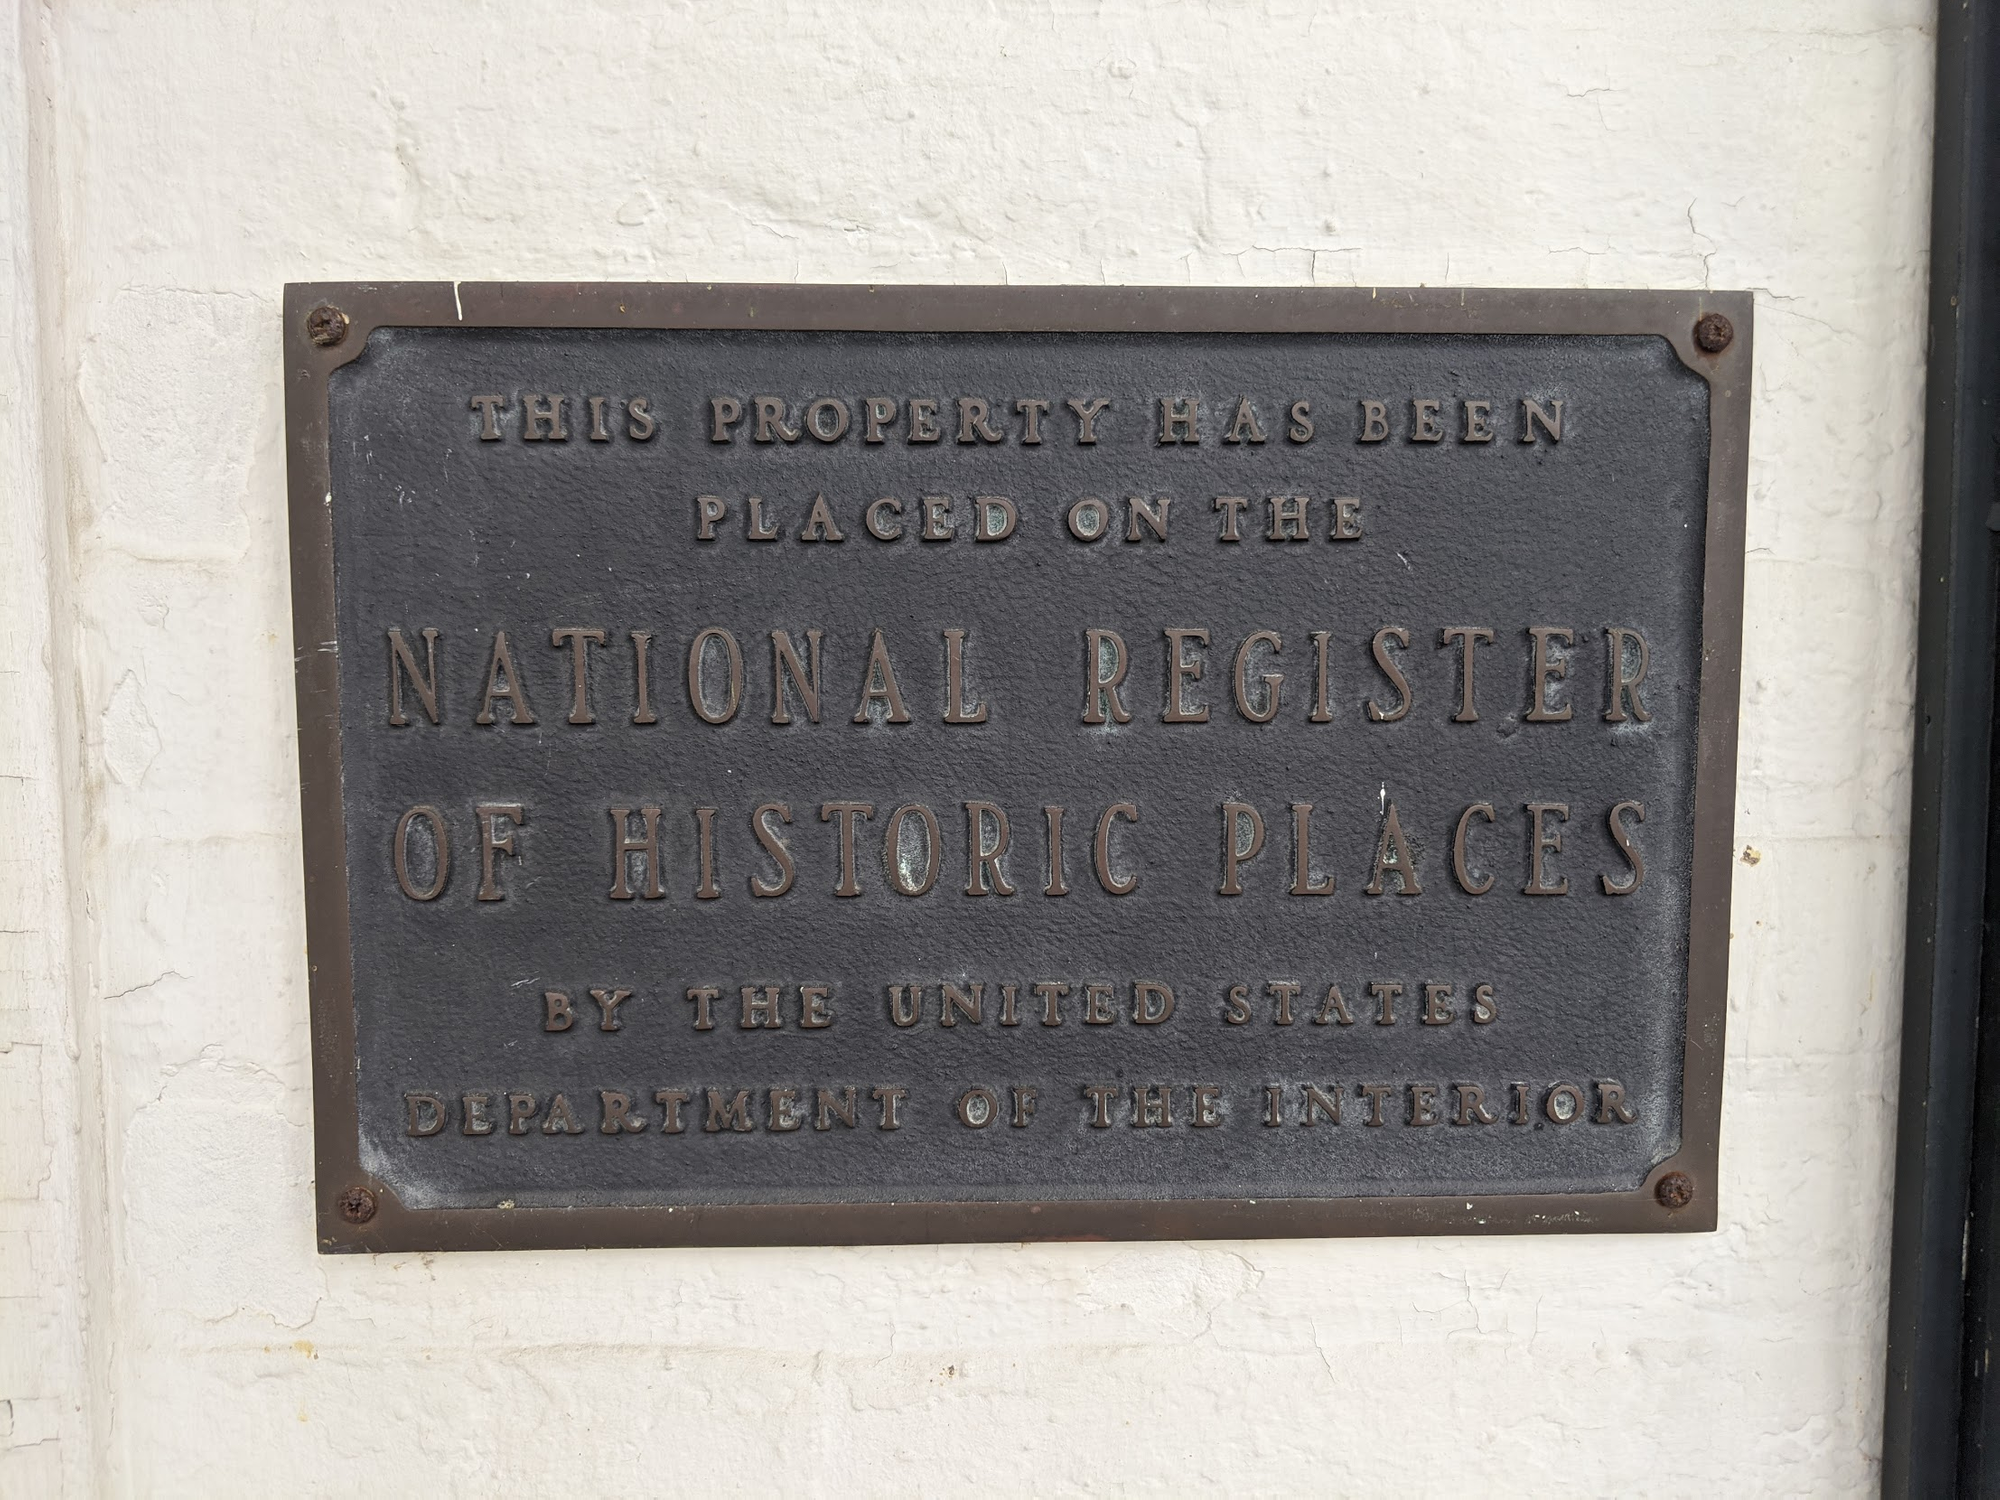 THIS PROPERTY HAS BEEN
PLACED ON THE
NATIONAL REGISTER
OF HISTORIC PLACES
BY THE UNITED STATES
DEPARTMENT OF THE INTERIOR